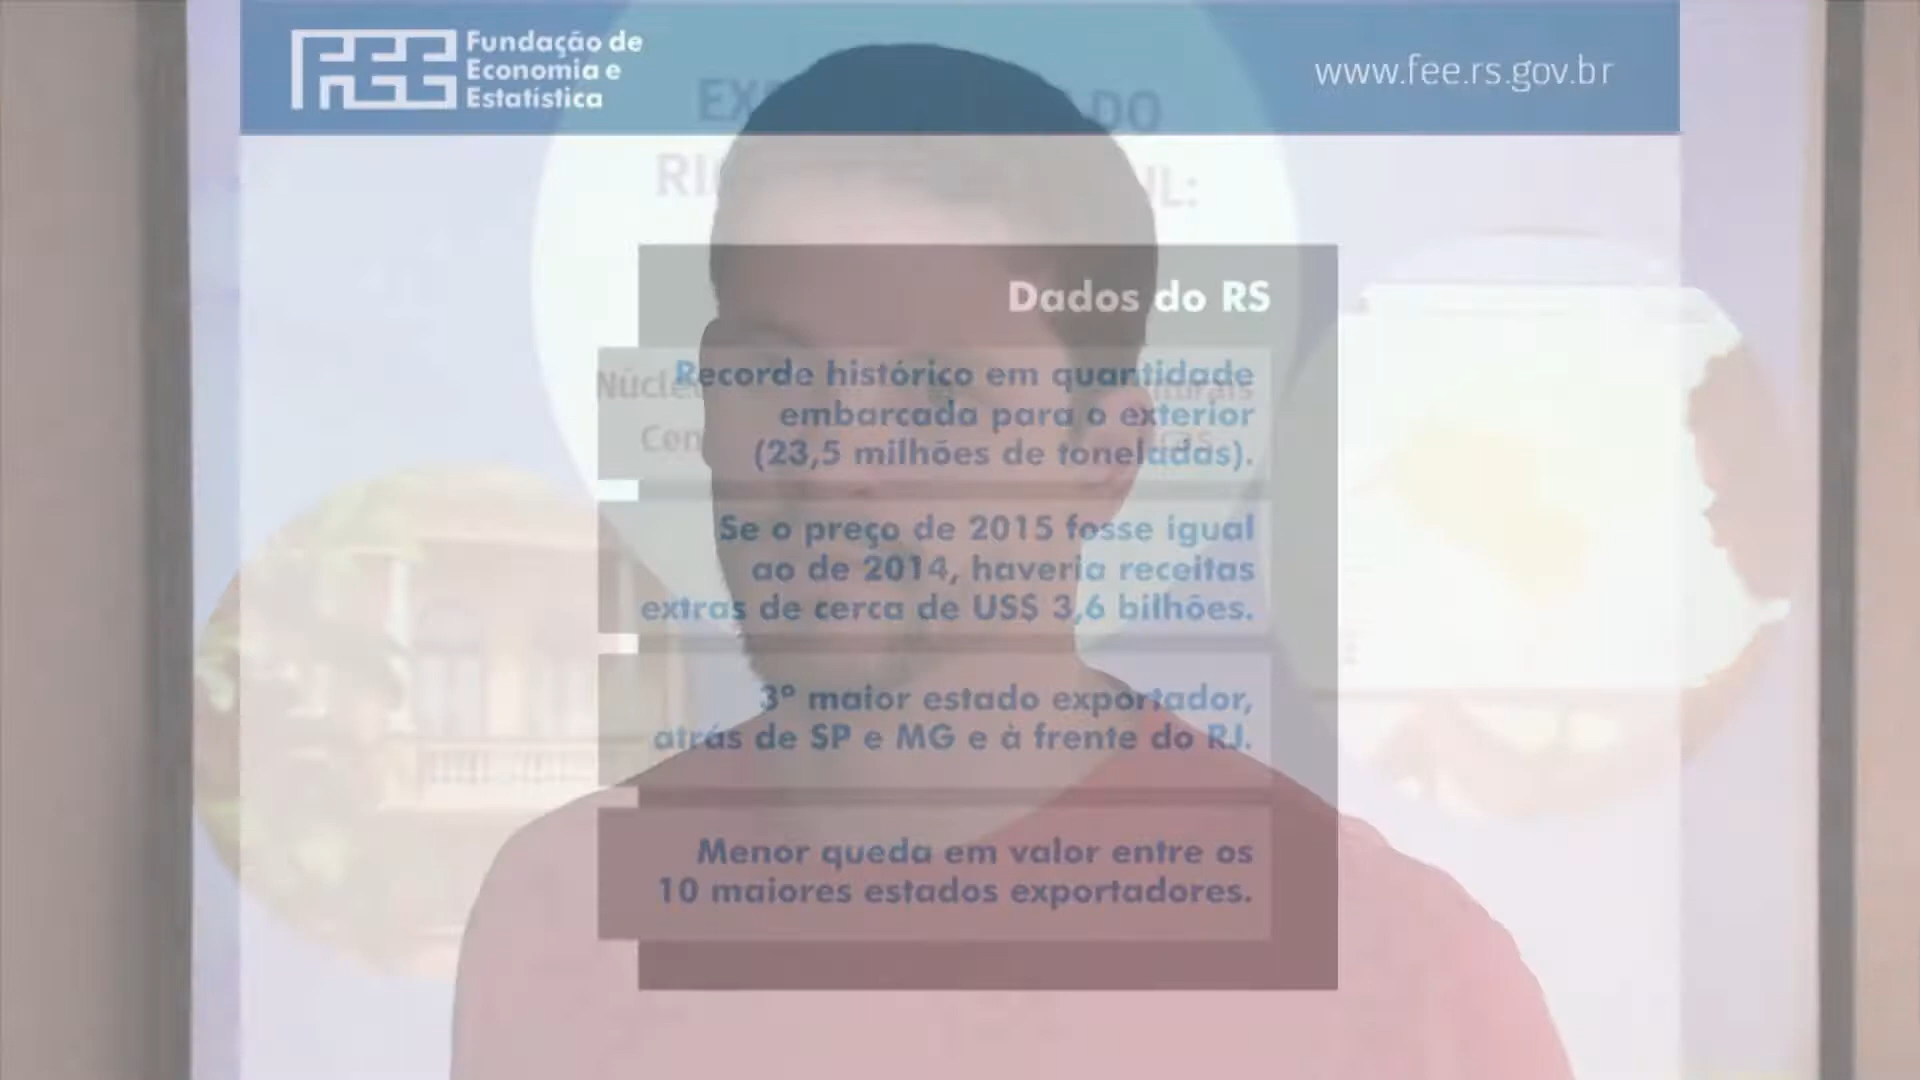 Fundação de
Economia e
Estatística
www.fee.rs.gov.br
DO
Dados do RS
Recorde histórico em quantidade
embarcada para o exterior
(23,5 milhões de toneladas).
Se o preço de 2015 fosse igual
ao de 2014, haveria receitas
extras de cerca de US$ 3,6 bilhões.
3º maior estado exportador,
atrás de SP e MG e à frente do RJ.
Menor queda em valor entre os
10 maiores estados exportadores.